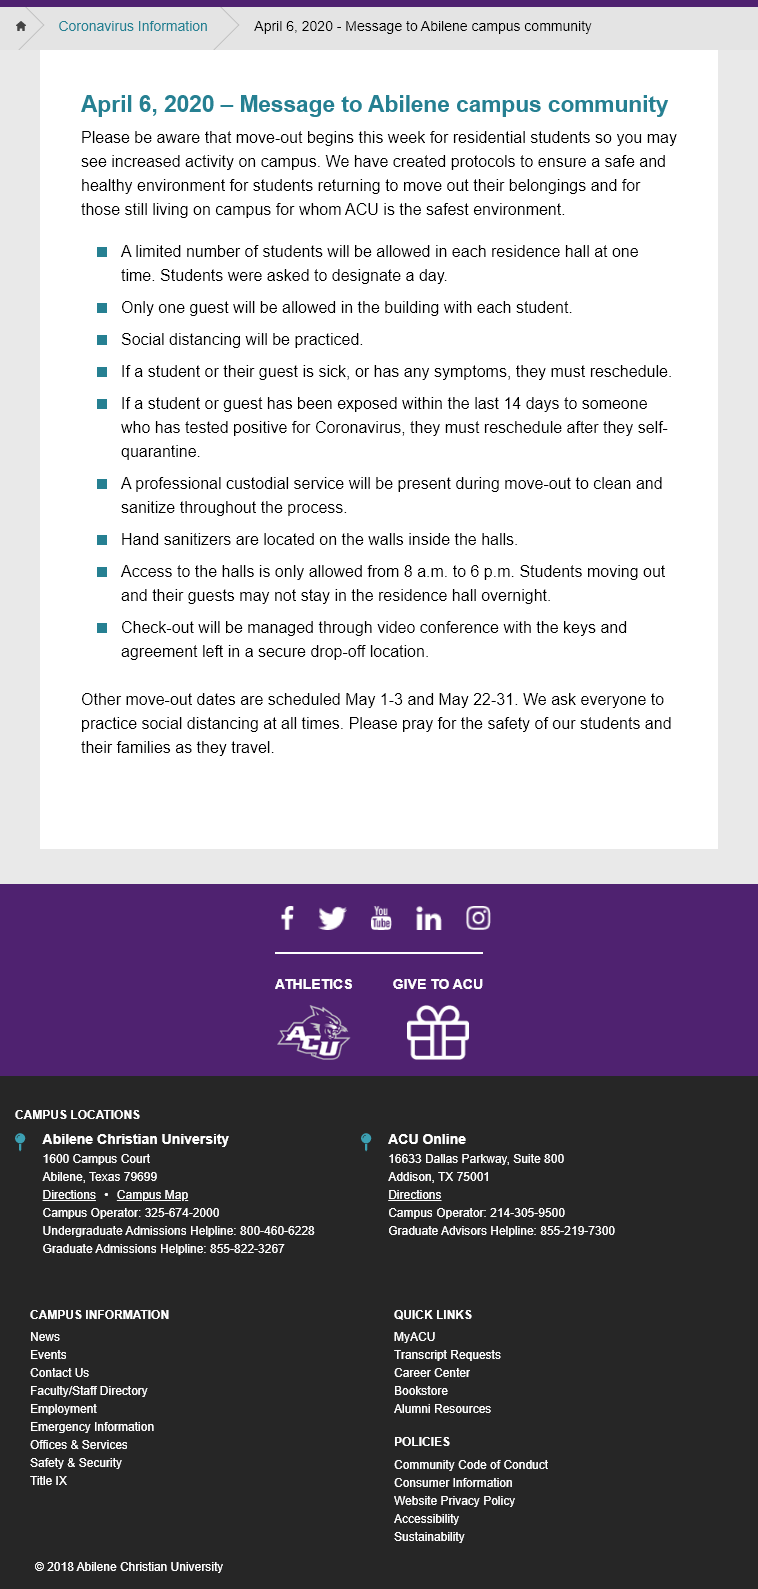 Coronavirus Information April 6, 2020 - Message to Abilene campus community
April 6, 2020 – Message to Abilene campus community
Please be aware that move-out begins this week for residential students so you may
see increased activity on campus. We have created protocols to ensure a safe and
healthy environment for students returning to move out their belongings and for
those still living on campus for whom ACU is the safest environment.
A limited number of students will be allowed in each residence hall at one
time. Students were asked to designate a day.
Only one guest will be allowed in the building with each student.
Social distancing will be practiced.
If a student or their guest is sick, or has any symptoms, they must reschedule.
If a student or guest has been exposed within the last 14 days to someone
who has tested positive for Coronavirus, they must reschedule after they self-
quarantine.
A professional custodial service will be present during move-out to clean and
sanitize throughout the process.
Hand sanitizers are located on the walls inside the halls.
Access to the halls is only allowed from 8 a.m. to 6 p.m. Students moving out
and their guests may not stay in the residence hall overnight.
Check-out will be managed through video conference with the keys and
agreement left in a secure drop-off location.
Other move-out dates are scheduled May 1-3 and May 22-31. We ask everyone to
practice social distancing at all times. Please pray for the safety of our students and
their families as they travel.
You Tube
ATHLETICS GIVE TO ACU
ACU
CAMPUS LOCATIONS
Abilene Christian University
1600 Campus Court
Abilene, Texas 79699
Directions • Campus Map
Campus Operator: 325-674-2000
Undergraduate Admissions Helpline: 800-460-6228
Graduate Admissions Helpline: 855-822-3267
ACU Online
16633 Dallas Parkway, Suite 800
Addison, TX 75001
Directions
Campus Operator: 214-305-9500
Graduate Advisors Helpline: 855-219-7300
CAMPUS INFORMATION
News
Events
Contact Us
Faculty/Staff Directory
Employment
Emergency Information
Offices & Services
Safety & Security
Title IX
QUICK LINKS
MyACU
Transcript Requests
Career Center
Bookstore
Alumni Resources
POLICIES
Community Code of Conduct
Consumer Information
Website Privacy Policy
Accessibility
Sustainability
© 2018 Abilene Christian University